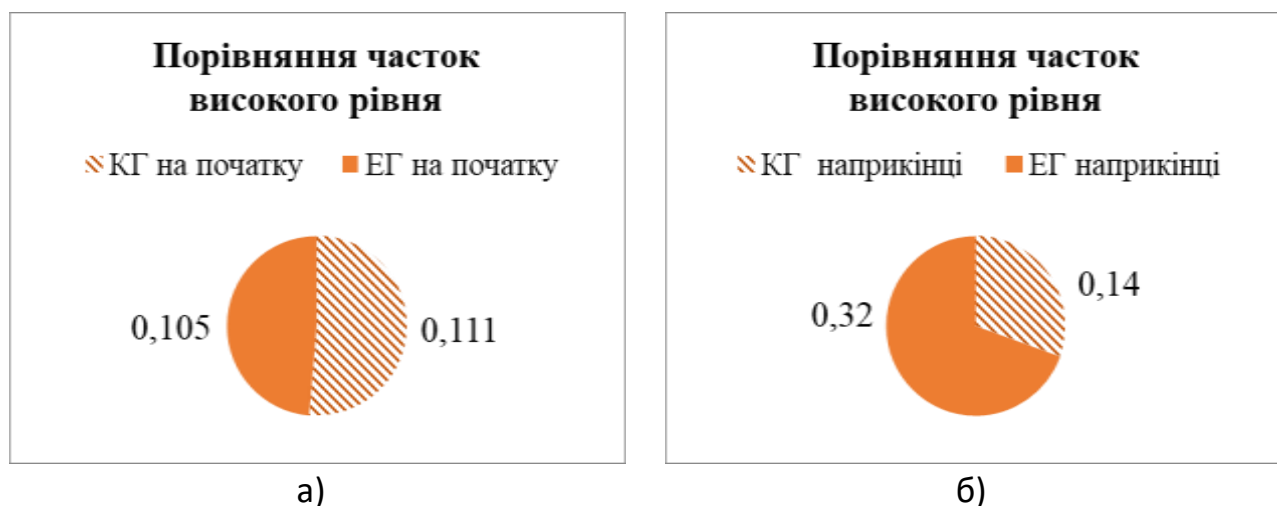 Порівняння часток
високого рівня
КГ на початку ЕГ на початку
0,105
0,111
а)
Порівняння часток
високого рівня
КГ наприкінці ЕГ наприкінці
0,32
0,14
б)